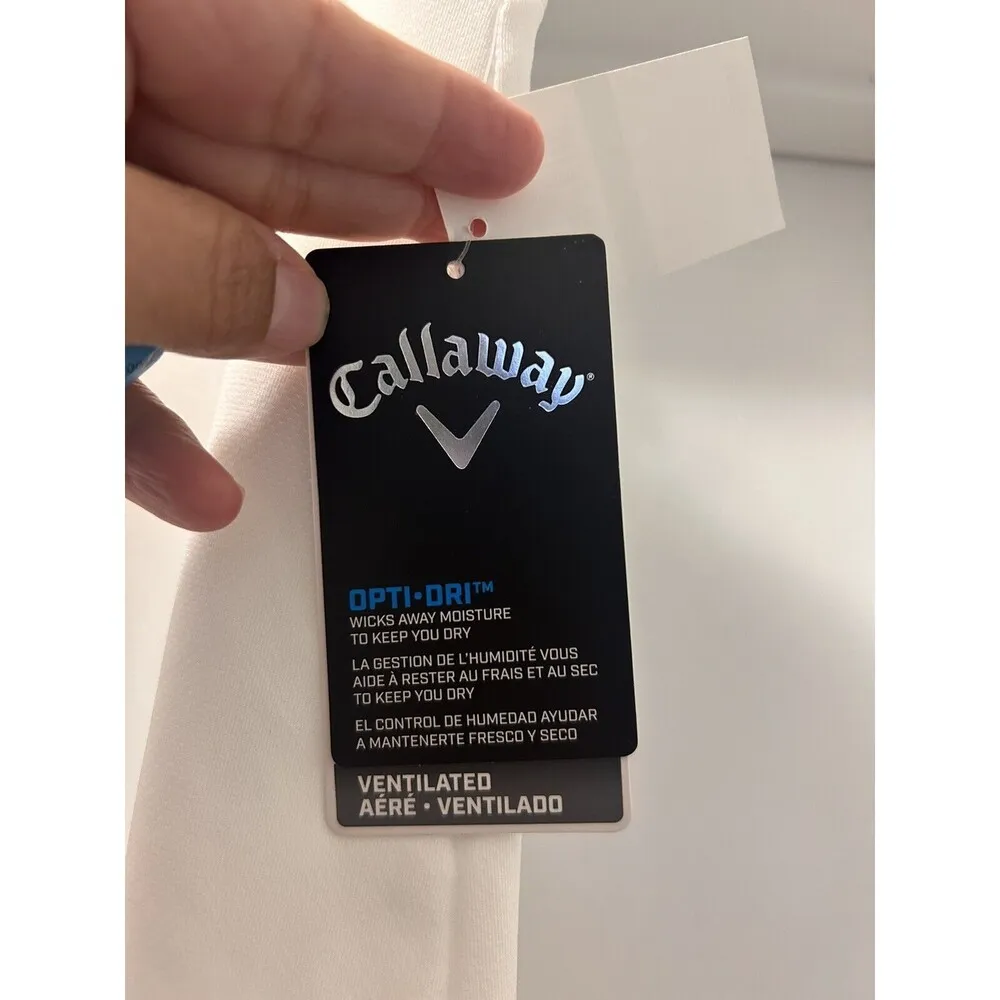 Callaway®
OPTI•DRI™
WICKS AWAY MOISTURE
TO KEEP YOU DRY
LA GESTION DE L'HUMIDITÉ VOUS
AIDE À RESTER AU FRAIS ET AU SEC
TO KEEP YOU DRY
EL CONTROL DE HUMEDAD AYUDAR
A MANTENERTE FRESCO Y SECO
VENTILATED
AÉRÉ • VENTILADO